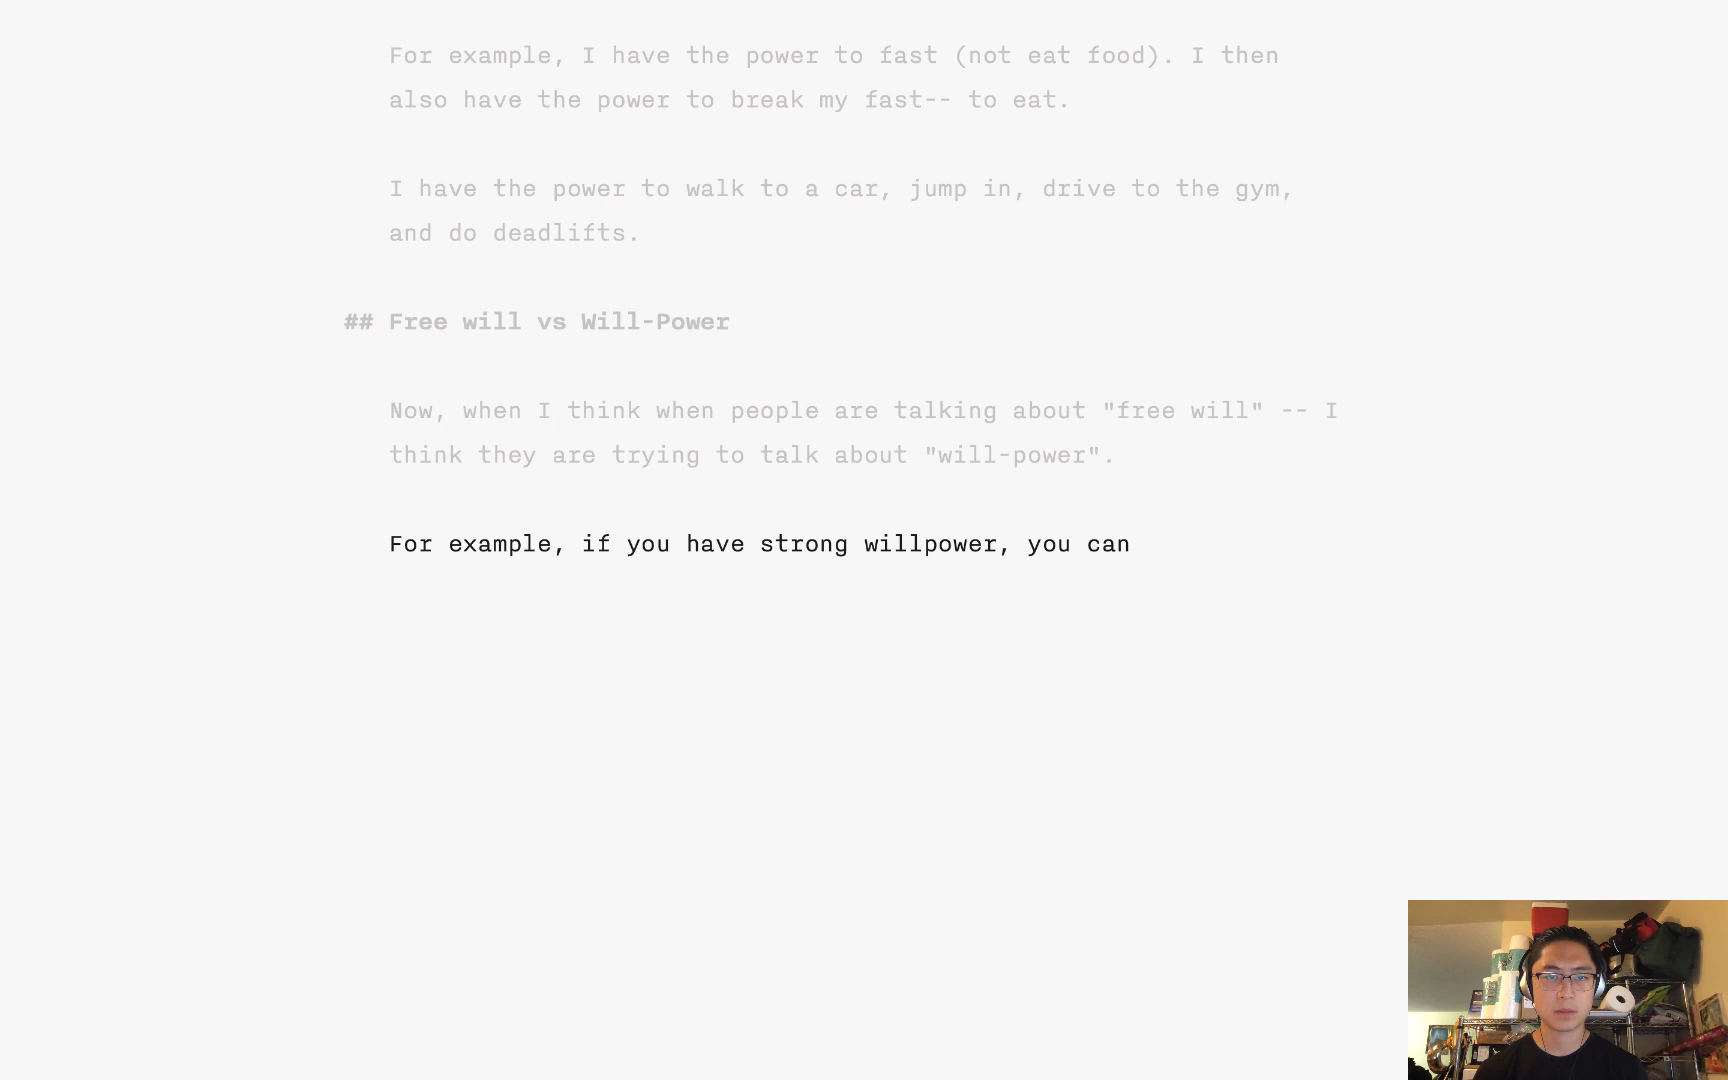 For example, I have the power to fast (not eat food). I then
also have the power to break my fast-- to eat.
I have the power to walk to a car, jump in, drive to the gym,
and do deadlifts.
## Free will vs Will-Power
Now, when I think when people are talking about "free will" -- I
think they are trying to talk about "will-power".
For example, if you have strong willpower, you can